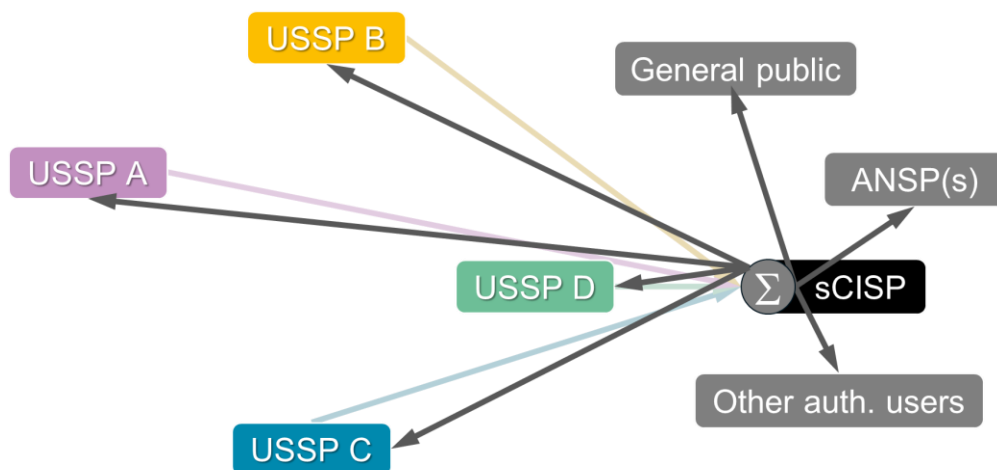 USSP B
General public
USSP A
ANSP(s)
USSP D
Σ
sCISP
Other auth. users
USSP C